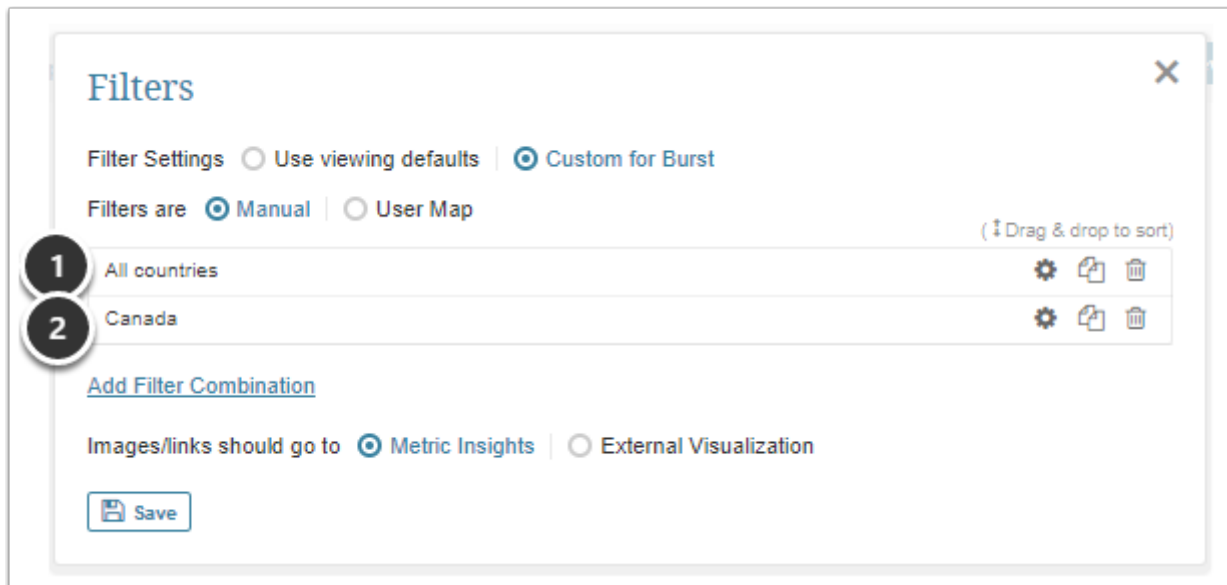 Filters
Filter Settings Use viewing defaults Custom for Burst
Filters are Manual User Map
(Drag & drop to sort)
1 All countries
2 Canada
Add Filter Combination
Images/links should go to Metric Insights External Visualization
Save